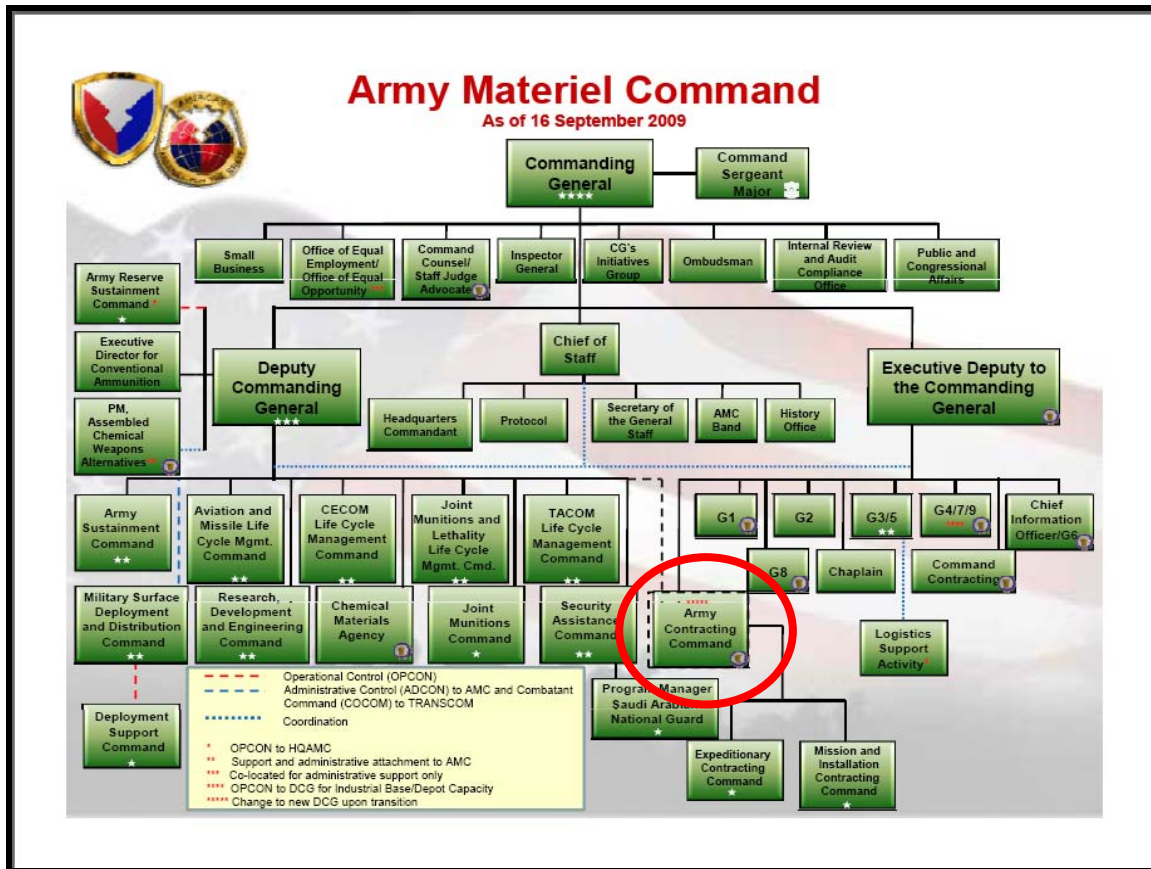 Army Materiel Command
As of 16 September 2009
Commanding
General
Command
Sergeant
Major
Small
Business
Office of Equal
Employment/
Office of Equal
Opportunity ***
Command
Counsel/
Staff Judge
Advocate
Inspector
General
CG's
Initiatives
Group
Ombudsman
Internal Review
and Audit
Compliance
Office
Public and
Congressional
Affairs
Army Reserve
Sustainment
Command *
Executive
Director for
Conventional
Ammunition
PM,
Assembled
Chemical
Weapons
Alternatives**
Deputy
Commanding
General
Chief of
Staff
Executive Deputy to
the Commanding
General
Headquarters
Commandant
Protocol
Secretary of
the General
Staff
AMC
Band
History
Office
Army
Sustainment
Command
Aviation and
Missile Life
Cycle Mgmt.
Command
CECOM
Life Cycle
Management
Command
Joint
Munitions and
Lethality
Life Cycle
Mgmt. Cmd.
TACOM
Life Cycle
Management
Command
G1
G2
G3/5
G4/7/9
****
Chief
Information
Officer/G6
G8
Chaplain
Command
Contracting
Military Surface
Deployment
and Distribution
Command
Research,
Development
and Engineering
Command
Chemical
Materials
Agency
Joint
Munitions
Command
Security
Assistance
Command
*****
Army
Contracting
Command
Logistics
Support
Activity*
Deployment
Support
Command
Program Manager
Saudi Arabian
National Guard
Expeditionary
Contracting
Command
Mission and
Installation
Contracting
Command
Operational Control (OPCON)
Administrative Control (ADCON) to AMC and Combatant
Command (COCOM) to TRANSCOM
Coordination
* OPCON to HQAMC
** Support and administrative attachment to AMC
*** Co-located for administrative support only
**** OPCON to DCG for Industrial Base/Depot Capacity
***** Change to new DCG upon transition